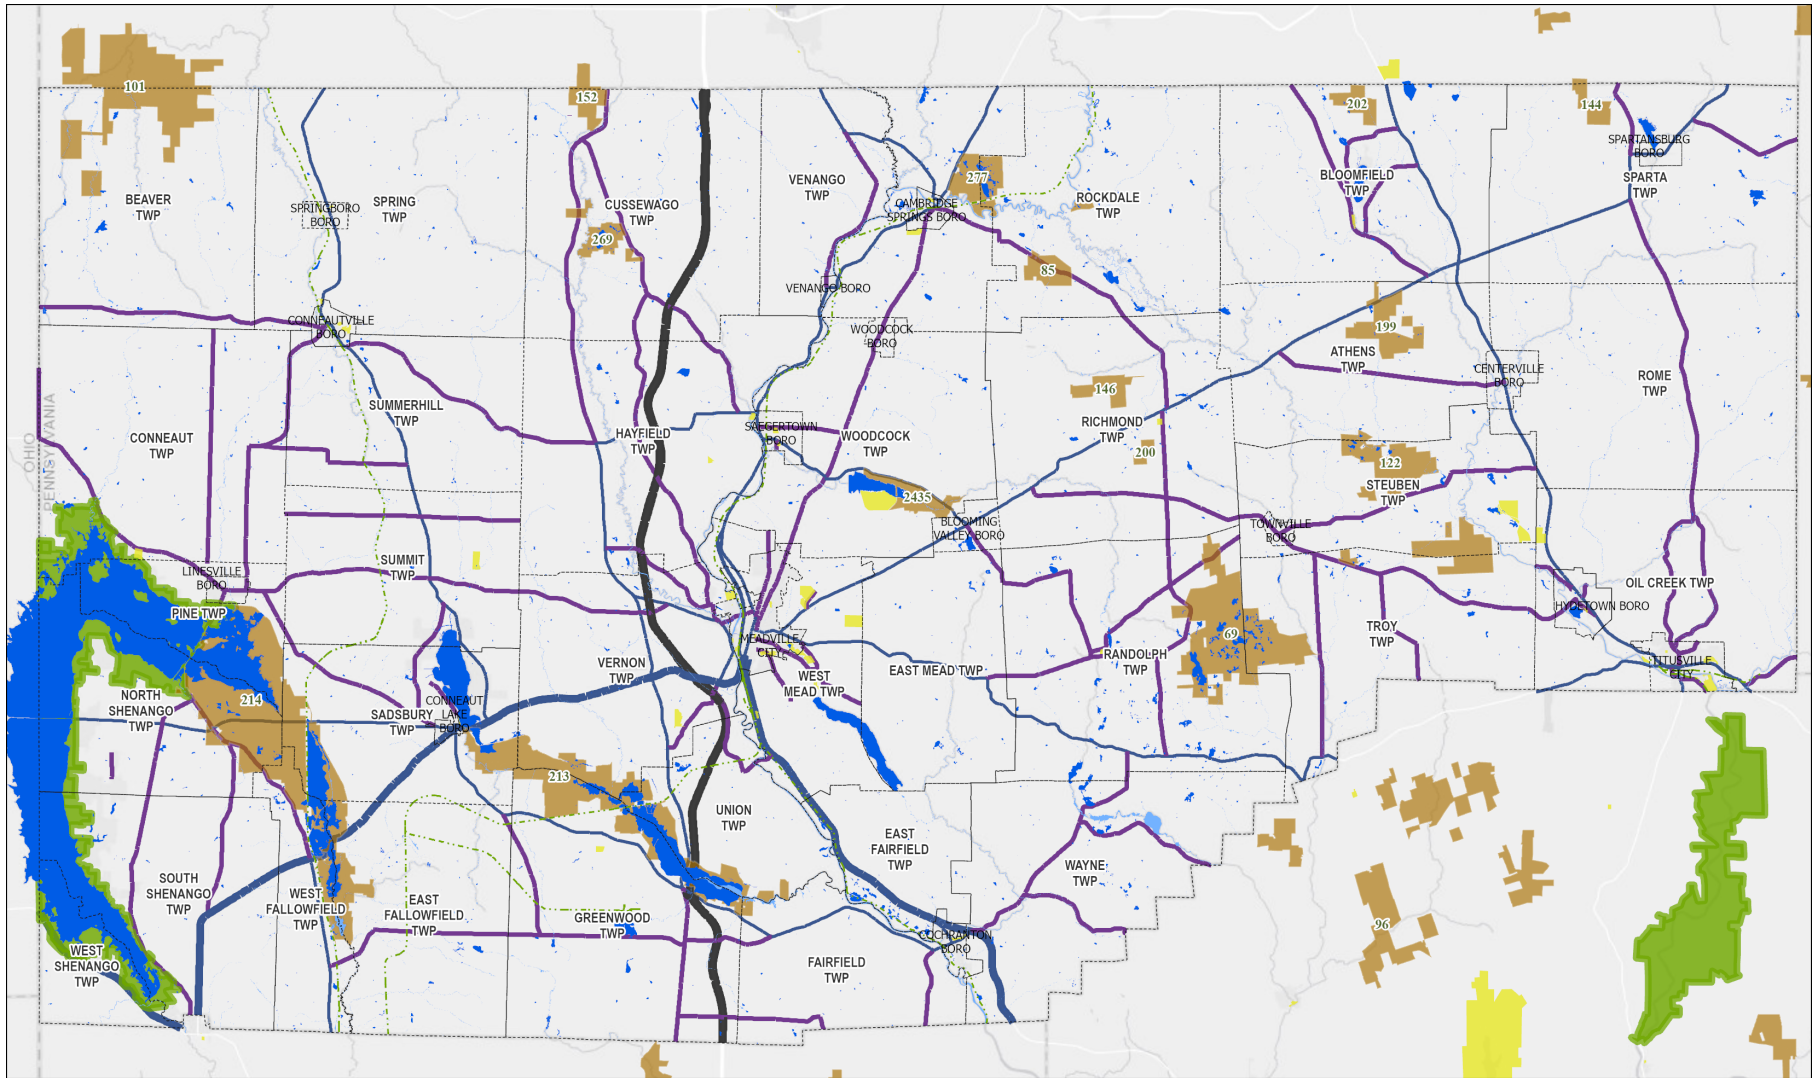 101
152
202
144
SPARTANSBURG
BORO
277
VENANGO
TWP
BLOOMFIELD
TWP
SPARTA
TWP
BEAVER
TWP
SPRINGBORO
BORO
SPRING
TWP
CUSSEWAGO
TWP
CAMBRIDGE
SPRINGS BORO
ROCKDALE
TWP
269
85
VENANGO BORO
CONNEAUTVILLE
BORO
WOODCOCK
BORO
199
ATHENS
TWP
CENTERVILLE
BORO
ROME
TWP
146
SUMMERHILL
TWP
OHIO
PENNSYLVANIA
CONNEAUT
TWP
HAYFIELD
TWP
SAEGERTOWN
BORO
WOODCOCK
TWP
RICHMOND
TWP
200
122
STEUBEN
TWP
2435
BLOOMING
VALLEY BORO
TOWNVILLE
BORO
SUMMIT
TWP
LINESVILLE
BORO
PINE TWP
OIL CREEK TWP
HYDETOWN BORO
MEADVILLE
CITY
69
TROY
TWP
VERNON
TWP
EAST MEAD TWP
RANDOLPH
TWP
TITUSVILLE
CITY
WEST
MEAD TWP
NORTH
SHENANGO
TWP
214
SADSBURY
TWP
CONNEAUT
LAKE
BORO
213
UNION
TWP
EAST
FAIRFIELD
TWP
WAYNE
TWP
SOUTH
SHENANGO
TWP
WEST
FALLOWFIELD
TWP
EAST
FALLOWFIELD
TWP
GREENWOOD
TWP
96
COCHRANTON
BORO
WEST
SHENANGO
TWP
FAIRFIELD
TWP